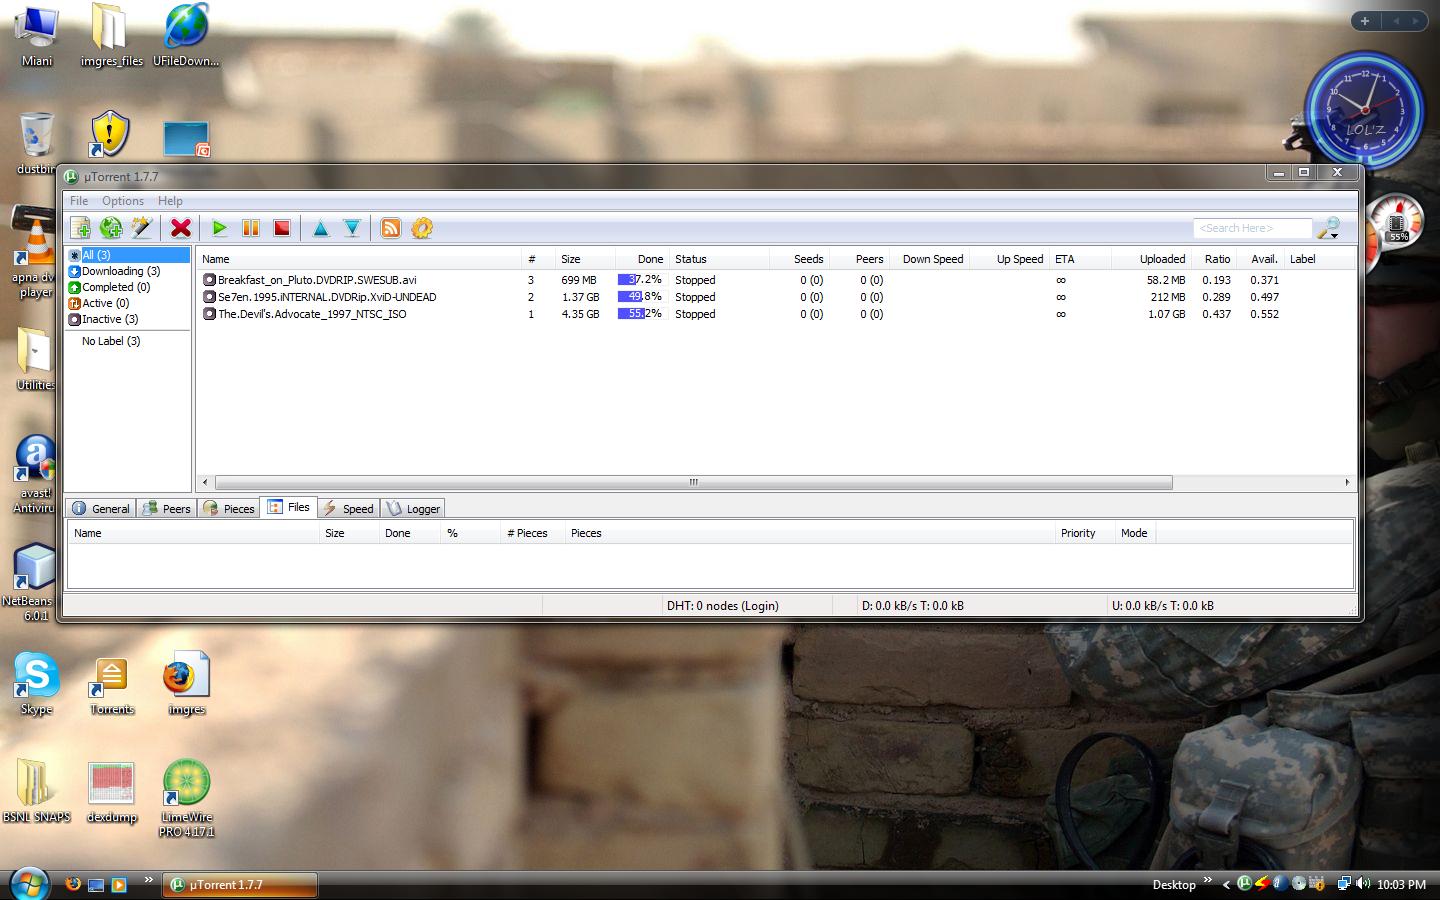 Miani
imgres_files
UFileDown...
dustbin
LOL'Z
55%
µTorrent 1.7.7
File Options Help
<Search Here>
All (3)
Downloading (3)
Completed (0)
Active (0)
Inactive (3)
No Label (3)
Name # Size Done Status Seeds Peers Down Speed Up Speed ETA Uploaded Ratio Avail. Label
Breakfast_on_Pluto.DVDRIP.SWESUB.avi 3 699 MB 37.2% Stopped 0 (0) 0 (0) ∞ 58.2 MB 0.193 0.371
Se7en.1995.iNTERNAL.DVDRip.XviD-UNDEAD 2 1.37 GB 49.8% Stopped 0 (0) 0 (0) ∞ 212 MB 0.289 0.497
The.Devil's.Advocate_1997_NTSC_ISO 1 4.35 GB 55.2% Stopped 0 (0) 0 (0) ∞ 1.07 GB 0.437 0.552
General Peers Pieces Files Speed Logger
Name Size Done % # Pieces Pieces Priority Mode
DHT: 0 nodes (Login) D: 0.0 kB/s T: 0.0 kB U: 0.0 kB/s T: 0.0 kB
apna dv
player
Utilities
avast!
Antiviru
NetBeans
6.0.1
Skype
Torrents
imgres
BSNL SNAPS
dexdump
LimeWire
PRO 4.17.1
µTorrent 1.7.7
Desktop
10:03 PM